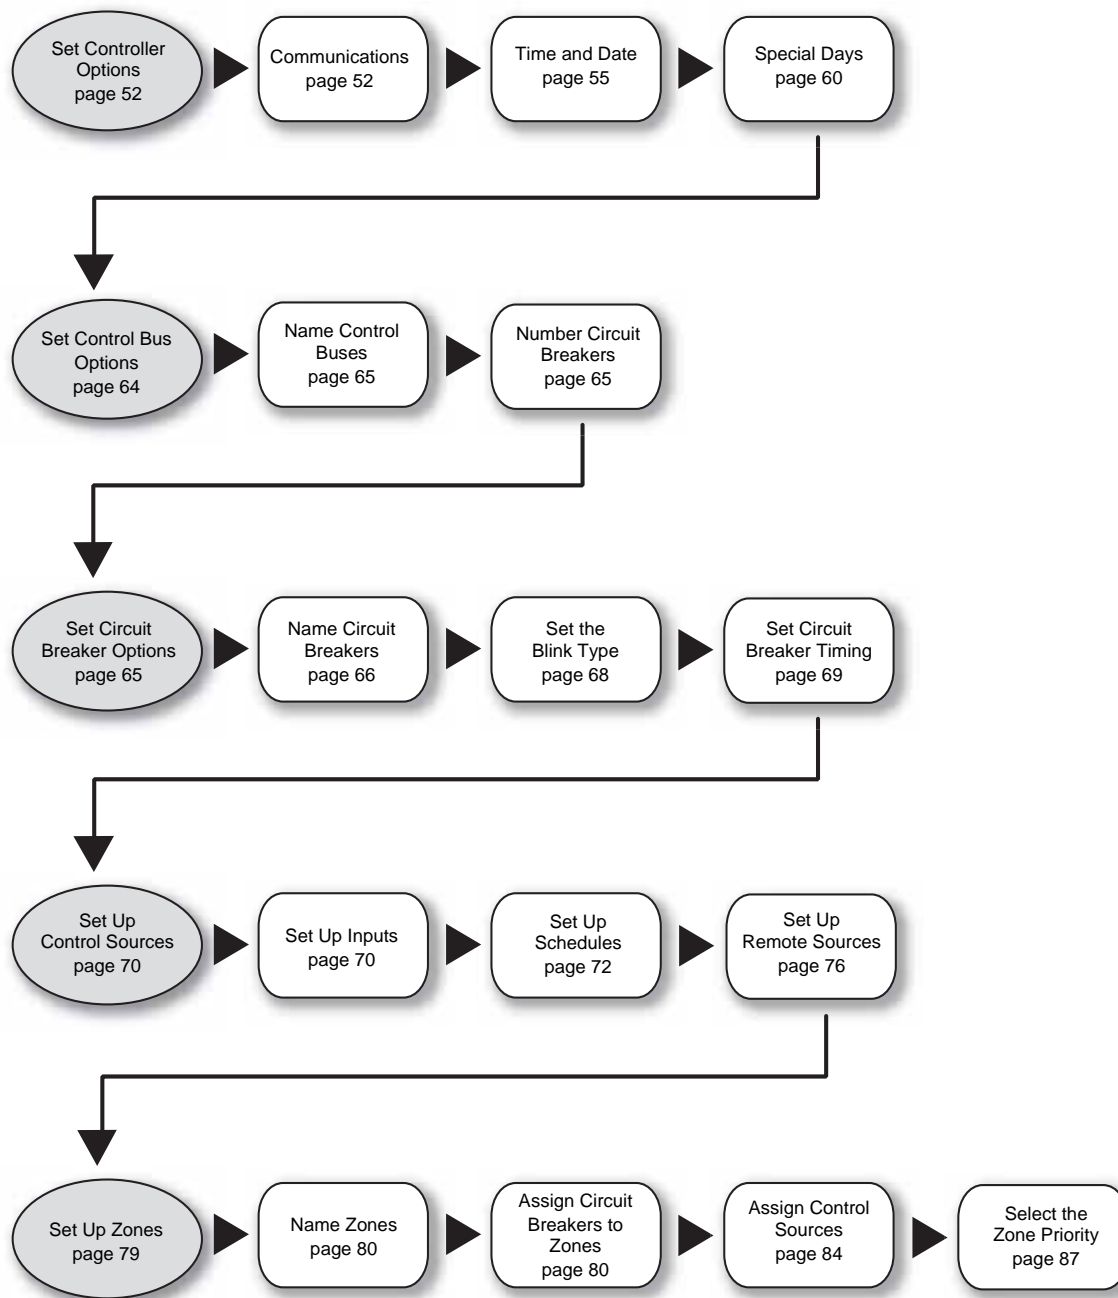 Set Controller
Options
page 52
Communications
page 52
Time and Date
page 55
Special Days
page 60
Set Control Bus
Options
page 64
Name Control
Buses
page 65
Number Circuit
Breakers
page 65
Set Circuit
Breaker Options
page 65
Name Circuit
Breakers
page 66
Set the
Blink Type
page 68
Set Circuit
Breaker Timing
page 69
Set Up
Control Sources
page 70
Set Up Inputs
page 70
Set Up
Schedules
page 72
Set Up
Remote Sources
page 76
Set Up Zones
page 79
Name Zones
page 80
Assign Circuit
Breakers to
Zones
page 80
Assign Control
Sources
page 84
Select the
Zone Priority
page 87